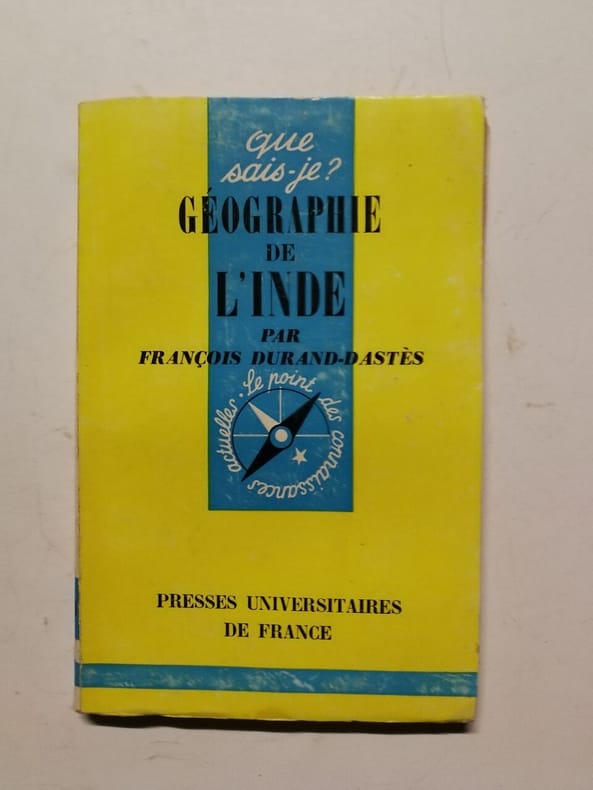 que
sais-je?
GÉOGRAPHIE
DE
L'INDE
PAR
FRANÇOIS DURAND-DASTÈS
Le point des connaissances actuelles.
PRESSES UNIVERSITAIRES
DE FRANCE